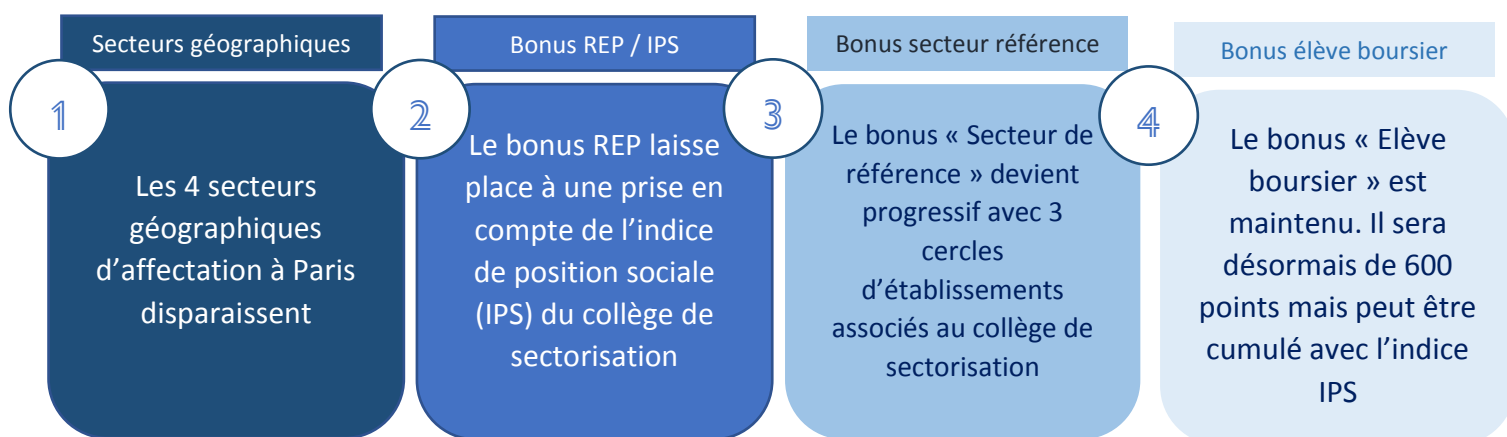 Secteurs géographiques
1
Les 4 secteurs
géographiques
d’affectation à Paris
disparaissent
Bonus REP / IPS
2
Le bonus REP laisse
place à une prise en
compte de l’indice
de position sociale
(IPS) du collège de
sectorisation
Bonus secteur référence
3
Le bonus « Secteur de
référence » devient
progressif avec 3
cercles
d’établissements
associés au collège de
sectorisation
Bonus élève boursier
4
Le bonus « Elève
boursier » est
maintenu. Il sera
désormais de 600
points mais peut être
cumulé avec l’indice
IPS